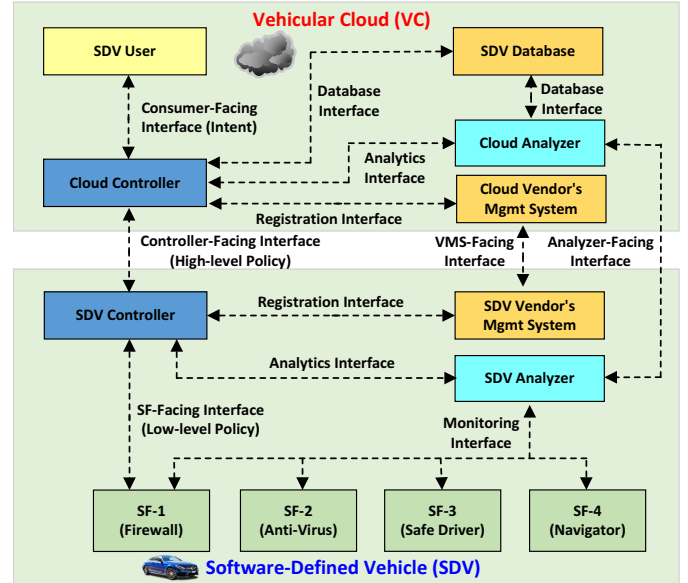 Vehicular Cloud (VC)
SDV User
SDV Database
Consumer-Facing
Interface (Intent)
Database
Interface
Database
Interface
Cloud Analyzer
Analytics
Interface
Cloud Controller
Cloud Vendor's
Mgmt System
Registration Interface
Controller-Facing Interface
(High-level Policy)
VMS-Facing
Interface
Analyzer-Facing
Interface
SDV Controller
Registration Interface
SDV Vendor's
Mgmt System
Analytics Interface
SDV Analyzer
SF-Facing Interface
(Low-level Policy)
Monitoring
Interface
SF-1
(Firewall)
SF-2
(Anti-Virus)
SF-3
(Safe Driver)
SF-4
(Navigator)
Software-Defined Vehicle (SDV)